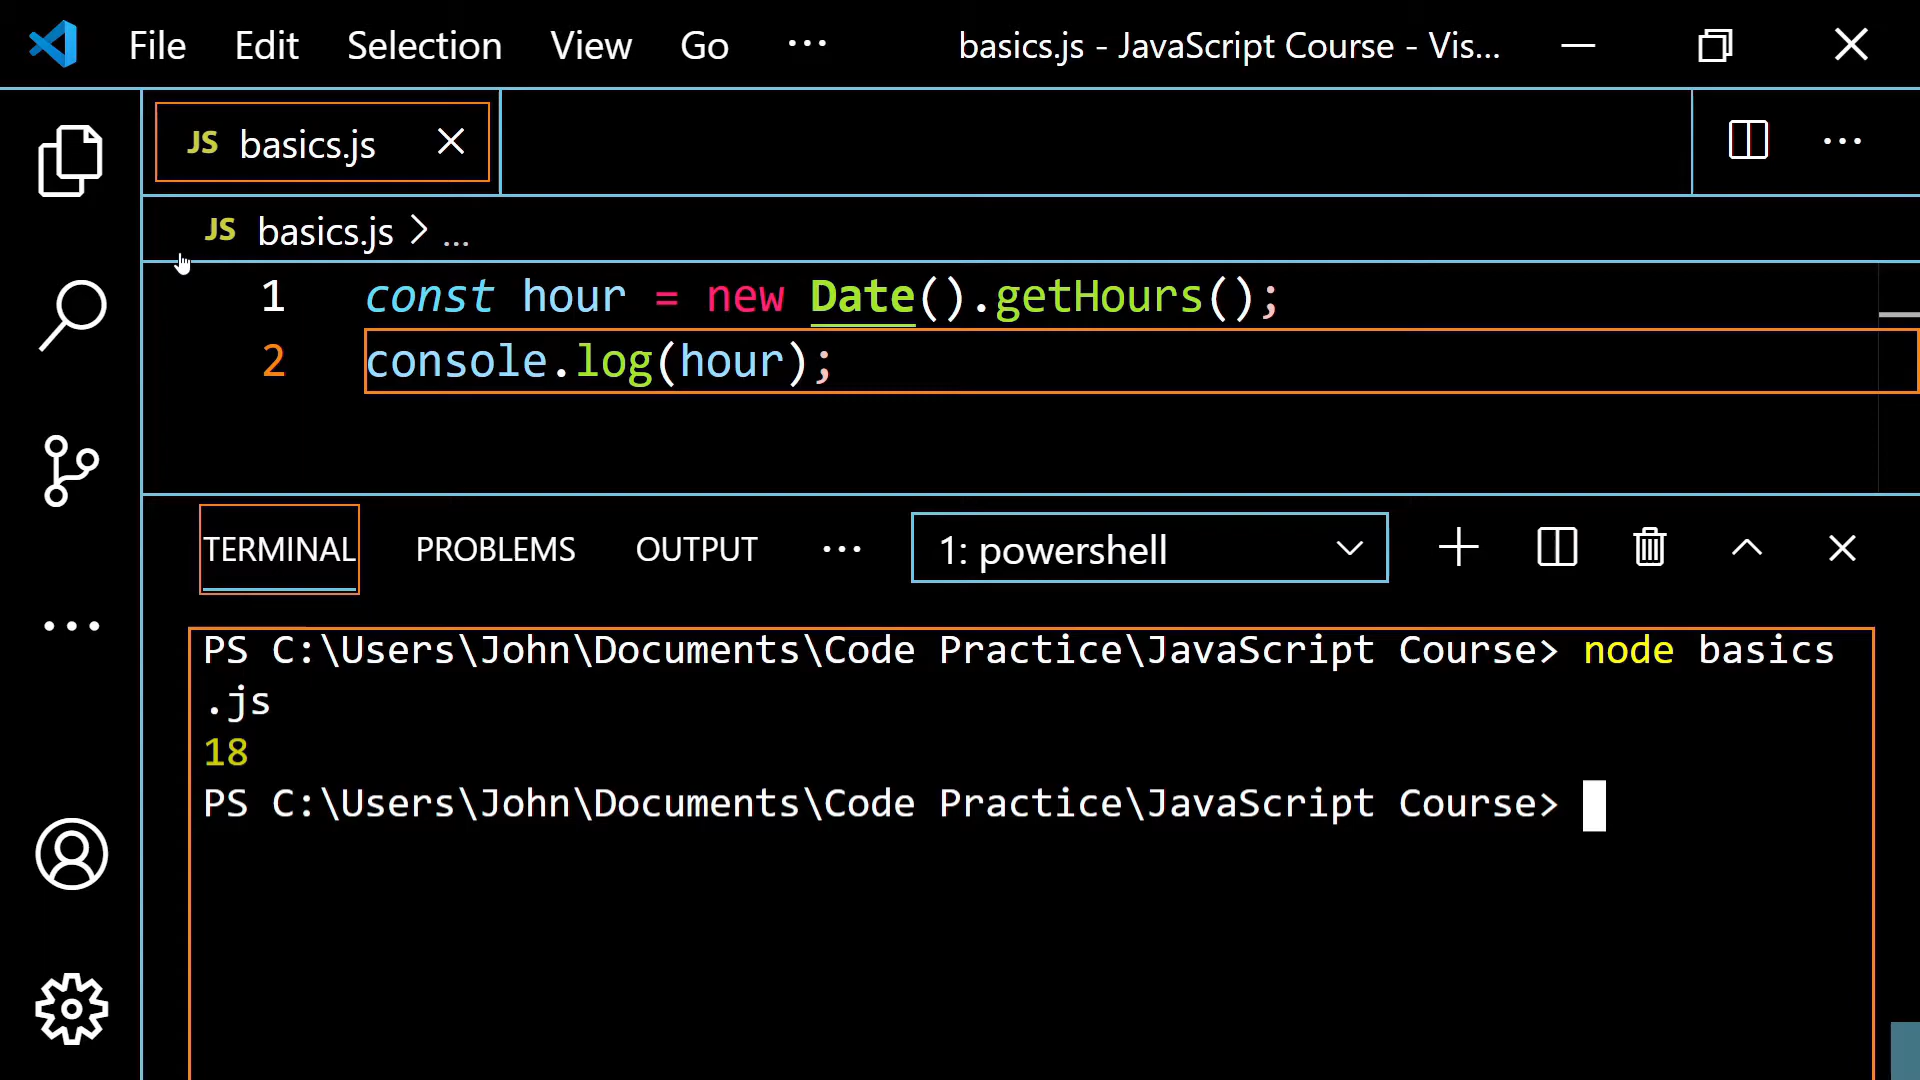 File Edit Selection View Go ... basics.js - JavaScript Course - Vis...
JS basics.js
JS basics.js > ...
1 const hour = new Date().getHours();
2 console.log(hour);
TERMINAL PROBLEMS OUTPUT ... 1: powershell
PS C:\Users\John\Documents\Code Practice\JavaScript Course> node basics
.js
18
PS C:\Users\John\Documents\Code Practice\JavaScript Course>